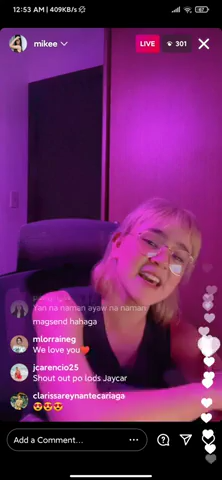 12:53 AM | 409KB/s
mikee
LIVE
301
Yan na naman ayaw na naman
magsend hahaga
mlorraineg
We love you❤️
jcarencio25
Shout out po lods Jaycar
clarissareynantecariaga
😍😍😍
Add a Comment...